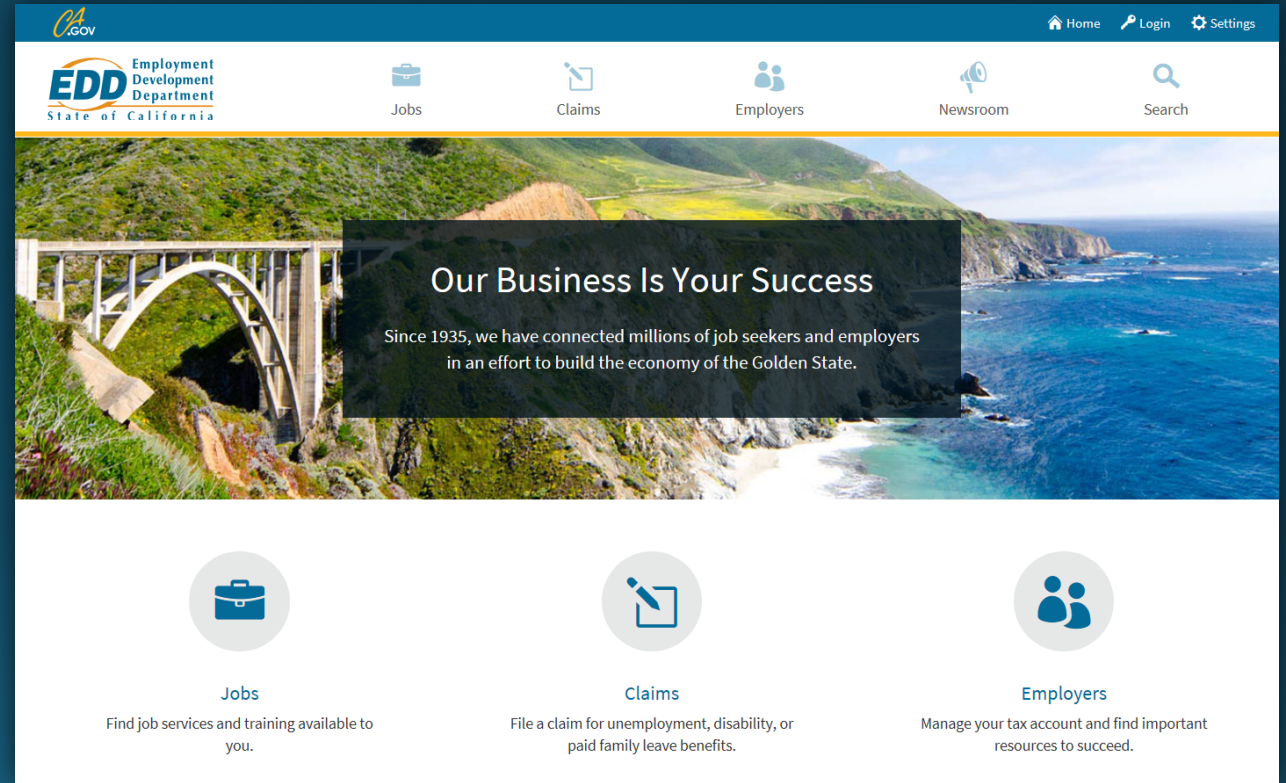 CA.GOV
Home Login Settings
EDD Employment
Development
Department
State of California
Jobs Claims Employers Newsroom Search
Our Business Is Your Success
Since 1935, we have connected millions of job seekers and employers
in an effort to build the economy of the Golden State.
Jobs
Find job services and training available to
you.
Claims
File a claim for unemployment, disability, or
paid family leave benefits.
Employers
Manage your tax account and find important
resources to succeed.